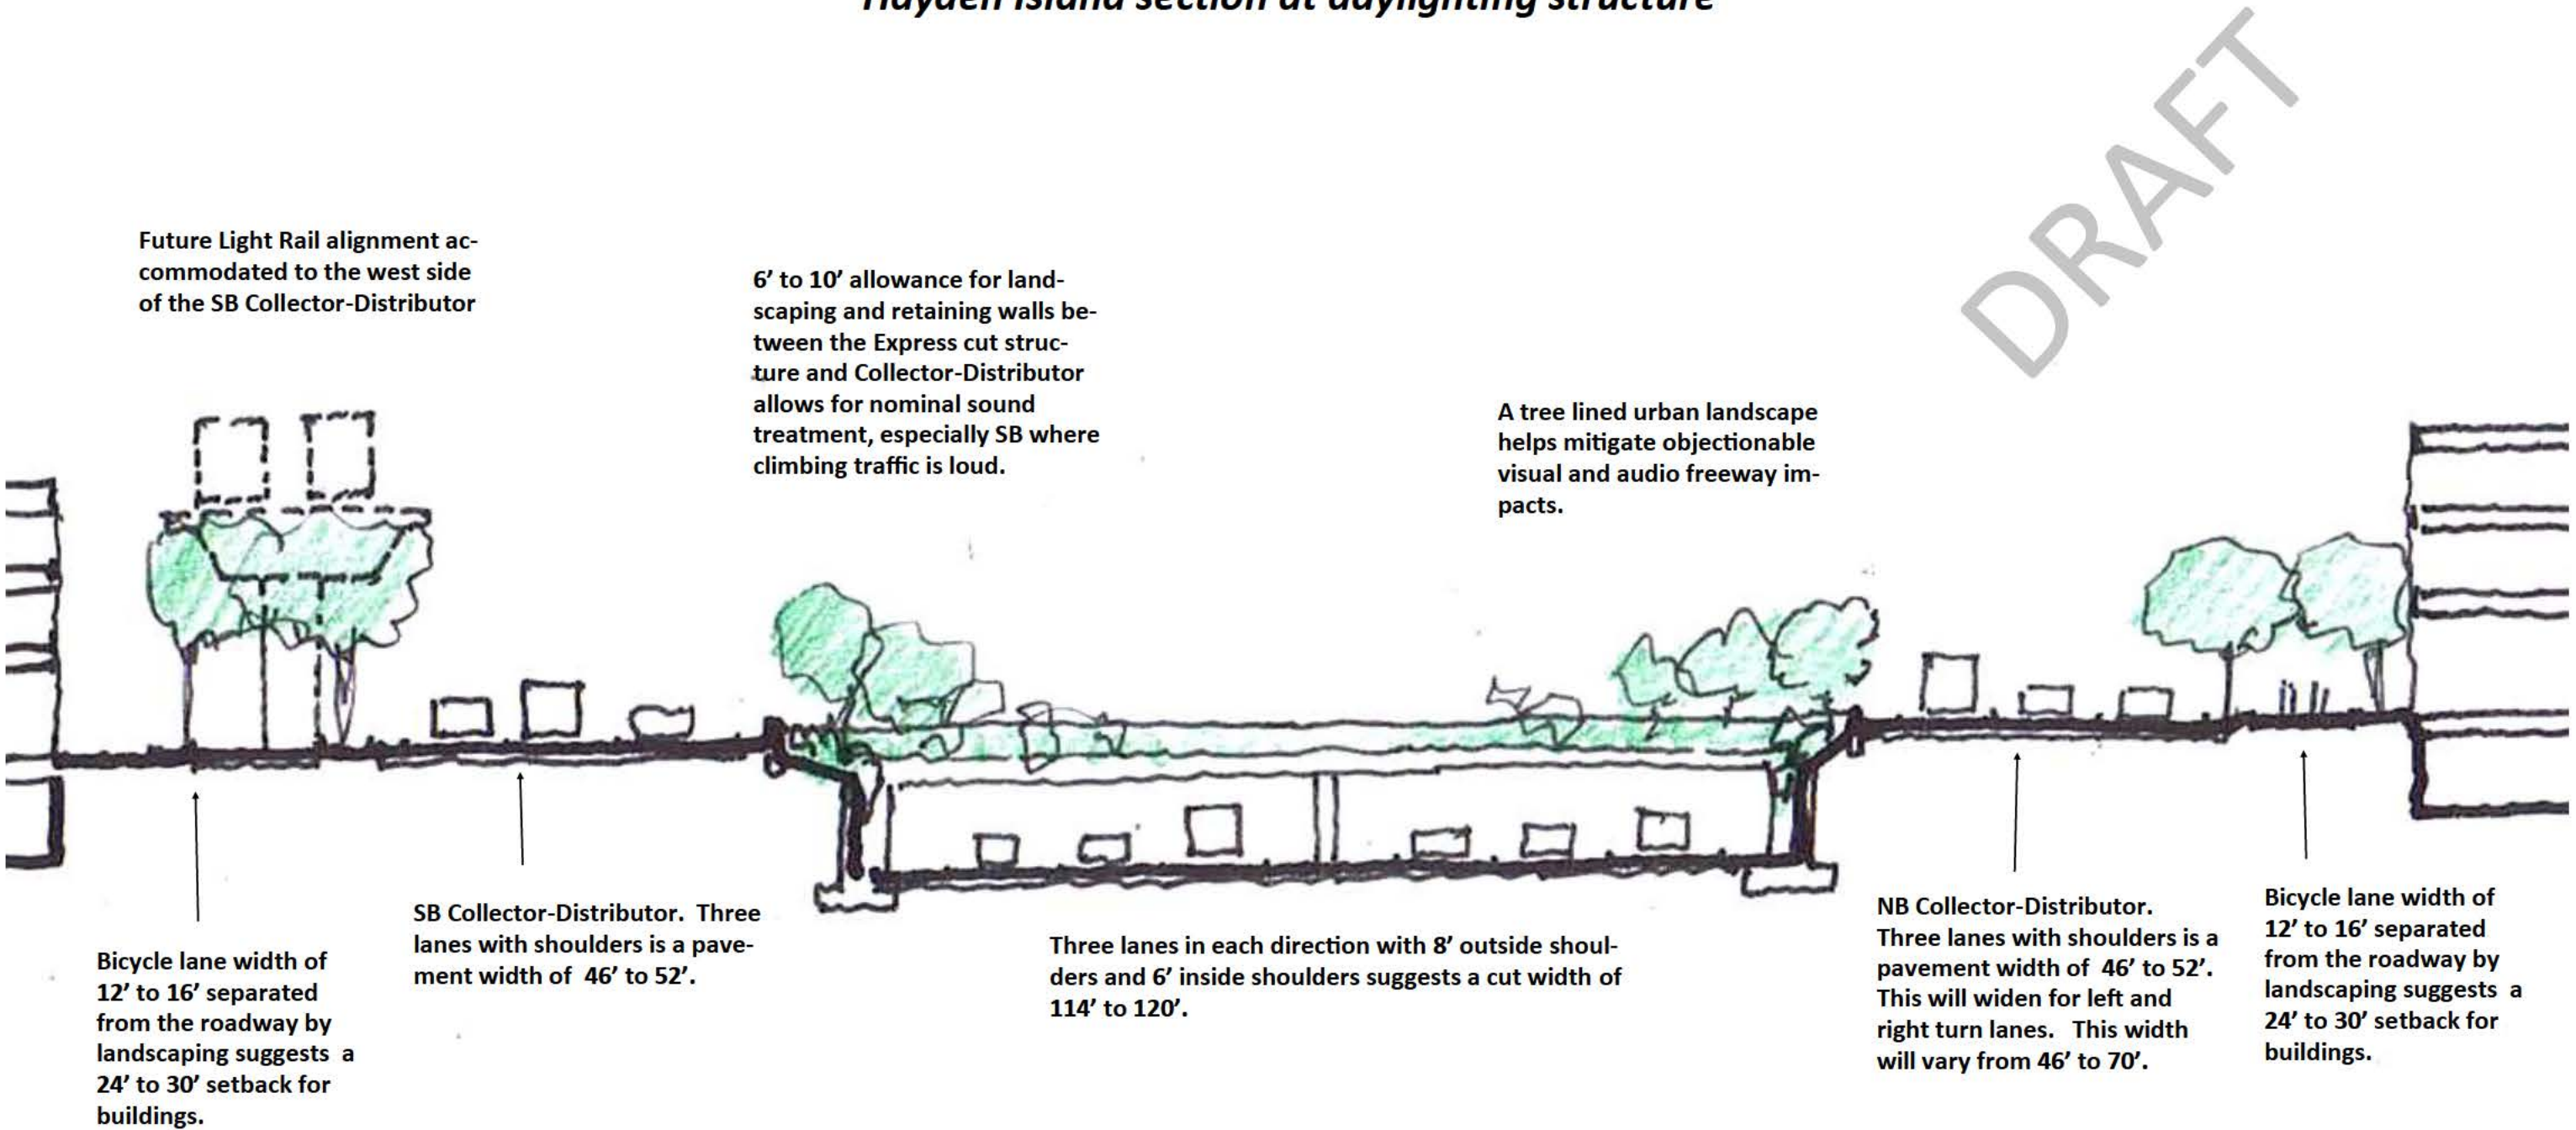 Hayden Island section at daylighting structure
DRAFT
Future Light Rail alignment ac-
commodated to the west side
of the SB Collector-Distributor
6’ to 10’ allowance for land-
scaping and retaining walls be-
tween the Express cut struc-
ture and Collector-Distributor
allows for nominal sound
treatment, especially SB where
climbing traffic is loud.
A tree lined urban landscape
helps mitigate objectionable
visual and audio freeway im-
pacts.
Bicycle lane width of
12’ to 16’ separated
from the roadway by
landscaping suggests a
24’ to 30’ setback for
buildings.
SB Collector-Distributor. Three
lanes with shoulders is a pave-
ment width of 46’ to 52’.
Three lanes in each direction with 8’ outside shoul-
ders and 6’ inside shoulders suggests a cut width of
114’ to 120’.
NB Collector-Distributor.
Three lanes with shoulders is a
pavement width of 46’ to 52’.
This will widen for left and
right turn lanes. This width
will vary from 46’ to 70’.
Bicycle lane width of
12’ to 16’ separated
from the roadway by
landscaping suggests a
24’ to 30’ setback for
buildings.